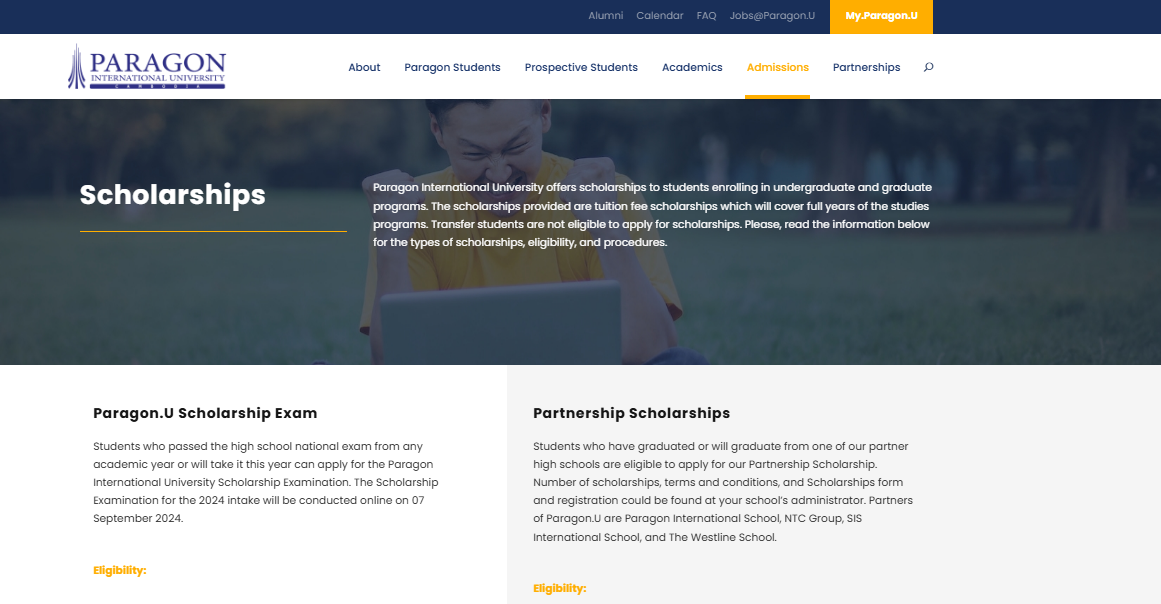 Alumni Calendar FAQ Jobs@Paragon.U My.Paragon.U
PARAGON
INTERNATIONAL UNIVERSITY
CAMBODIA
About Paragon Students Prospective Students Academics Admissions Partnerships
Scholarships
Paragon International University offers scholarships to students enrolling in undergraduate and graduate
programs. The scholarships provided are tuition fee scholarships which will cover full years of the studies
programs. Transfer students are not eligible to apply for scholarships. Please, read the information below
for the types of scholarships, eligibility, and procedures.
Paragon.U Scholarship Exam
Students who passed the high school national exam from any
academic year or will take it this year can apply for the Paragon
International University Scholarship Examination. The Scholarship
Examination for the 2024 intake will be conducted online on 07
September 2024.
Eligibility:
Partnership Scholarships
Students who have graduated or will graduate from one of our partner
high schools are eligible to apply for our Partnership Scholarship.
Number of scholarships, terms and conditions, and Scholarships form
and registration could be found at your school's administrator. Partners
of Paragon.U are Paragon International School, NTC Group, SIS
International School, and The Westline School.
Eligibility: